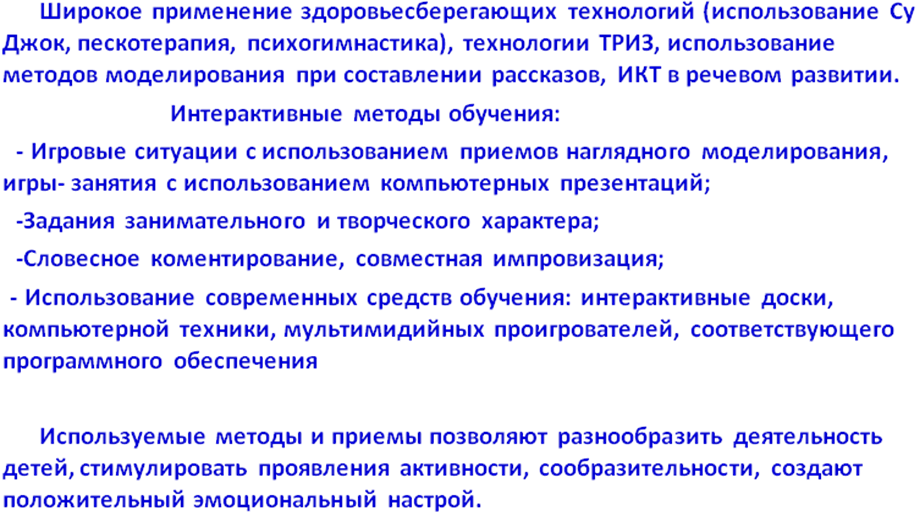 Широкое применение здоровьесберегающих технологий (использование Су
Джок, пескотерапия, психогимнастика), технологии ТРИЗ, использование
методов моделирования при составлении рассказов, ИКТ в речевом развитии.
Интерактивные методы обучения:
- Игровые ситуации с использованием приемов наглядного моделирования,
игры- занятия с использованием компьютерных презентаций;
-Задания занимательного и творческого характера;
-Словесное коментирование, совместная импровизация;
- Использование современных средств обучения: интерактивные доски,
компьютерной техники, мультимидийных проигрователей, соответствующего
программного обеспечения
Используемые методы и приемы позволяют разнообразить деятельность
детей, стимулировать проявления активности, сообразительности, создают
положительный эмоциональный настрой.